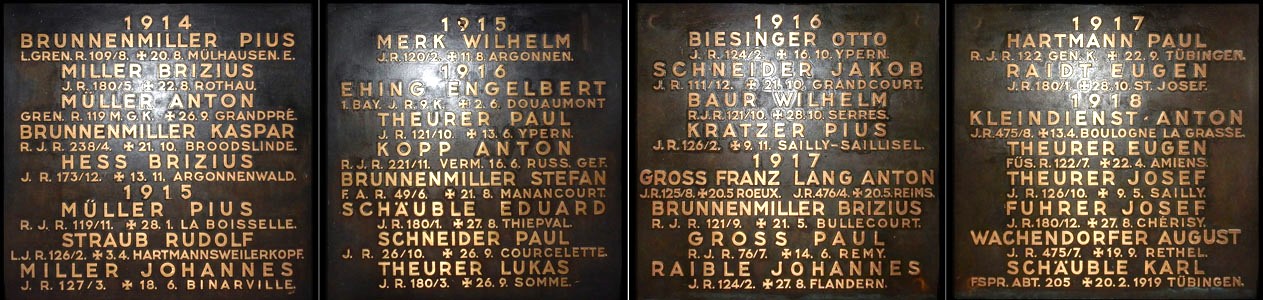 1914
BRUNNENMILLER PIUS
L.GREN.R.109/8. ✠20.8.MÜLHAUSEN.E.
MILLER BRIZIUS
J.R.180/5. ✠22.8.ROTHAU.
MÜLLER ANTON
GREN.R.119 M.G.K. ✠26.9.GRANDPRÉ.
BRUNNENMILLER KASPAR
R.J.R.238/4. ✠21.10.BROODSLINDE.
HESS BRIZIUS
J.R.173/12. ✠13.11.ARGONNENWALD.
1915
MÜLLER PIUS
R.J.R.119/11. ✠28.1.LA BOISSELLE.
STRAUB RUDOLF
L.J.R.126/2. ✠3.4.HARTMANNSWEILERKOPF.
MILLER JOHANNES
J.R.127/3. ✠18.6.BINARVILLE.
1915
MERK WILHELM
J.R.120/2. ✠11.8.ARGONNEN.
1916
EHING ENGELBERT
1.BAY.J.R.9.K. ✠2.6.DOUAUMONT
THEURER PAUL
J.R.121/10. ✠13.6.YPERN.
KOPP ANTON
R.J.R.221/11. VERM.16.6.RUSS.GEF.
BRUNNENMILLER STEFAN
F.A.R.49/6. ✠21.8.MANANCOURT.
SCHÄUBLE EDUARD
J.R.180/1. ✠27.8.THIEPVAL.
SCHNEIDER PAUL
J.R.26/10. ✠26.9.COURCELETTE.
THEURER LUKAS
J.R.180/3. ✠26.9.SOMME.
1916
BIESINGER OTTO
J.R.124/2. ✠16.10.YPERN.
SCHNEIDER JAKOB
J.R.111/12. ✠21.10.GRANDCOURT.
BAUR WILHELM
R.J.R.121/10. ✠28.10.SERRES.
KRATZER PIUS
J.R.126/2. ✠9.11.SAILLY-SAILLISEL.
1917
GROSS FRANZ LANG ANTON
J.R.125/8.✠20.5 ROEUX. J.R.476/4.✠20.5.REIMS.
BRUNNENMILLER BRIZIUS
R.J.R.121/9. ✠21.5.BULLECOURT.
GROSS PAUL
R.J.R.76/7. ✠14.6.REMY.
RAIBLE JOHANNES
J.R.124/2. ✠27.8.FLANDERN.
1917
HARTMANN PAUL
R.J.R.122 GEN.K. ✠22.9.TÜBINGEN.
RAIDT EUGEN
J.R.180/1. ✠28.10.ST.JOSEF.
1918
KLEINDIENST ANTON
J.R.475/8. ✠13.4.BOULOGNE LA GRASSE.
THEURER EUGEN
FÜS.R.122/7. ✠22.4.AMIENS.
THEURER JOSEF
J.R.126/10. ✠9.5.SAILLY.
FUHRER JOSEF
J.R.180/12. ✠27.8.CHÉRISY.
WACHENDORFER AUGUST
J.R.475/7. ✠19.9.RETHEL.
SCHÄUBLE KARL
FSPR.ABT.205 ✠20.2.1919 TÜBINGEN.